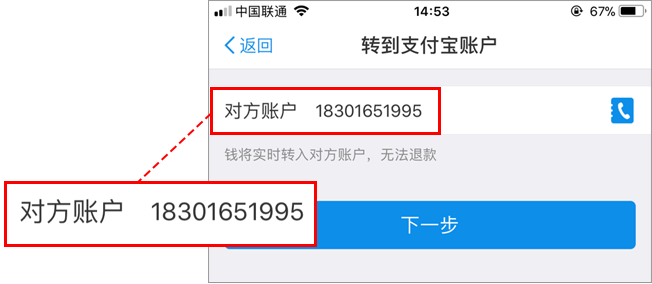 中国联通 14:53 67%
返回 转到支付宝账户
对方账户 18301651995
钱将实时转入对方账户，无法退款
对方账户 18301651995
下一步